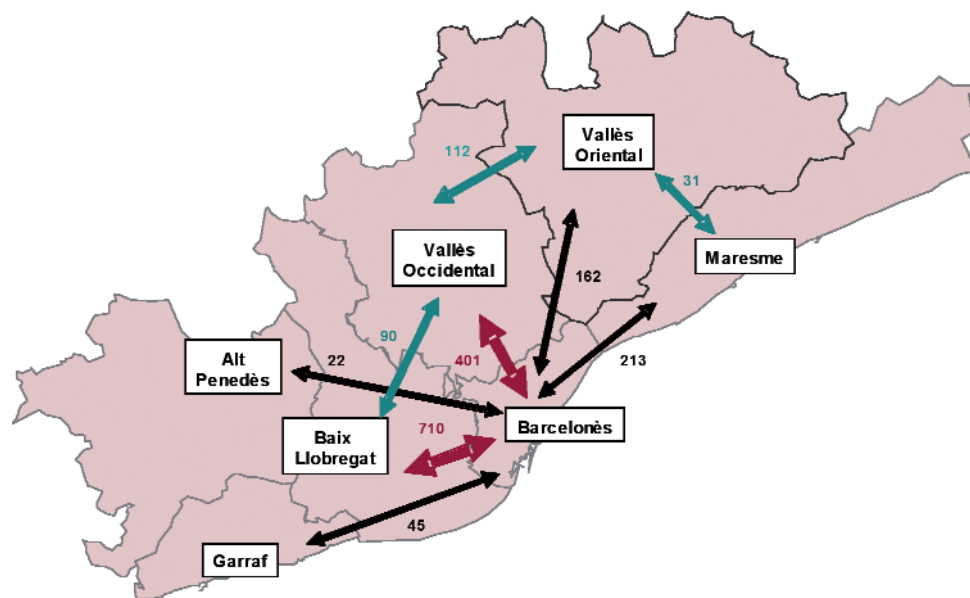 Vallès
Oriental
112
31
Vallès
Occidental
Maresme
162
90
22
401
213
Alt
Penedès
Baix
Llobregat
710
Barcelonès
45
Garraf